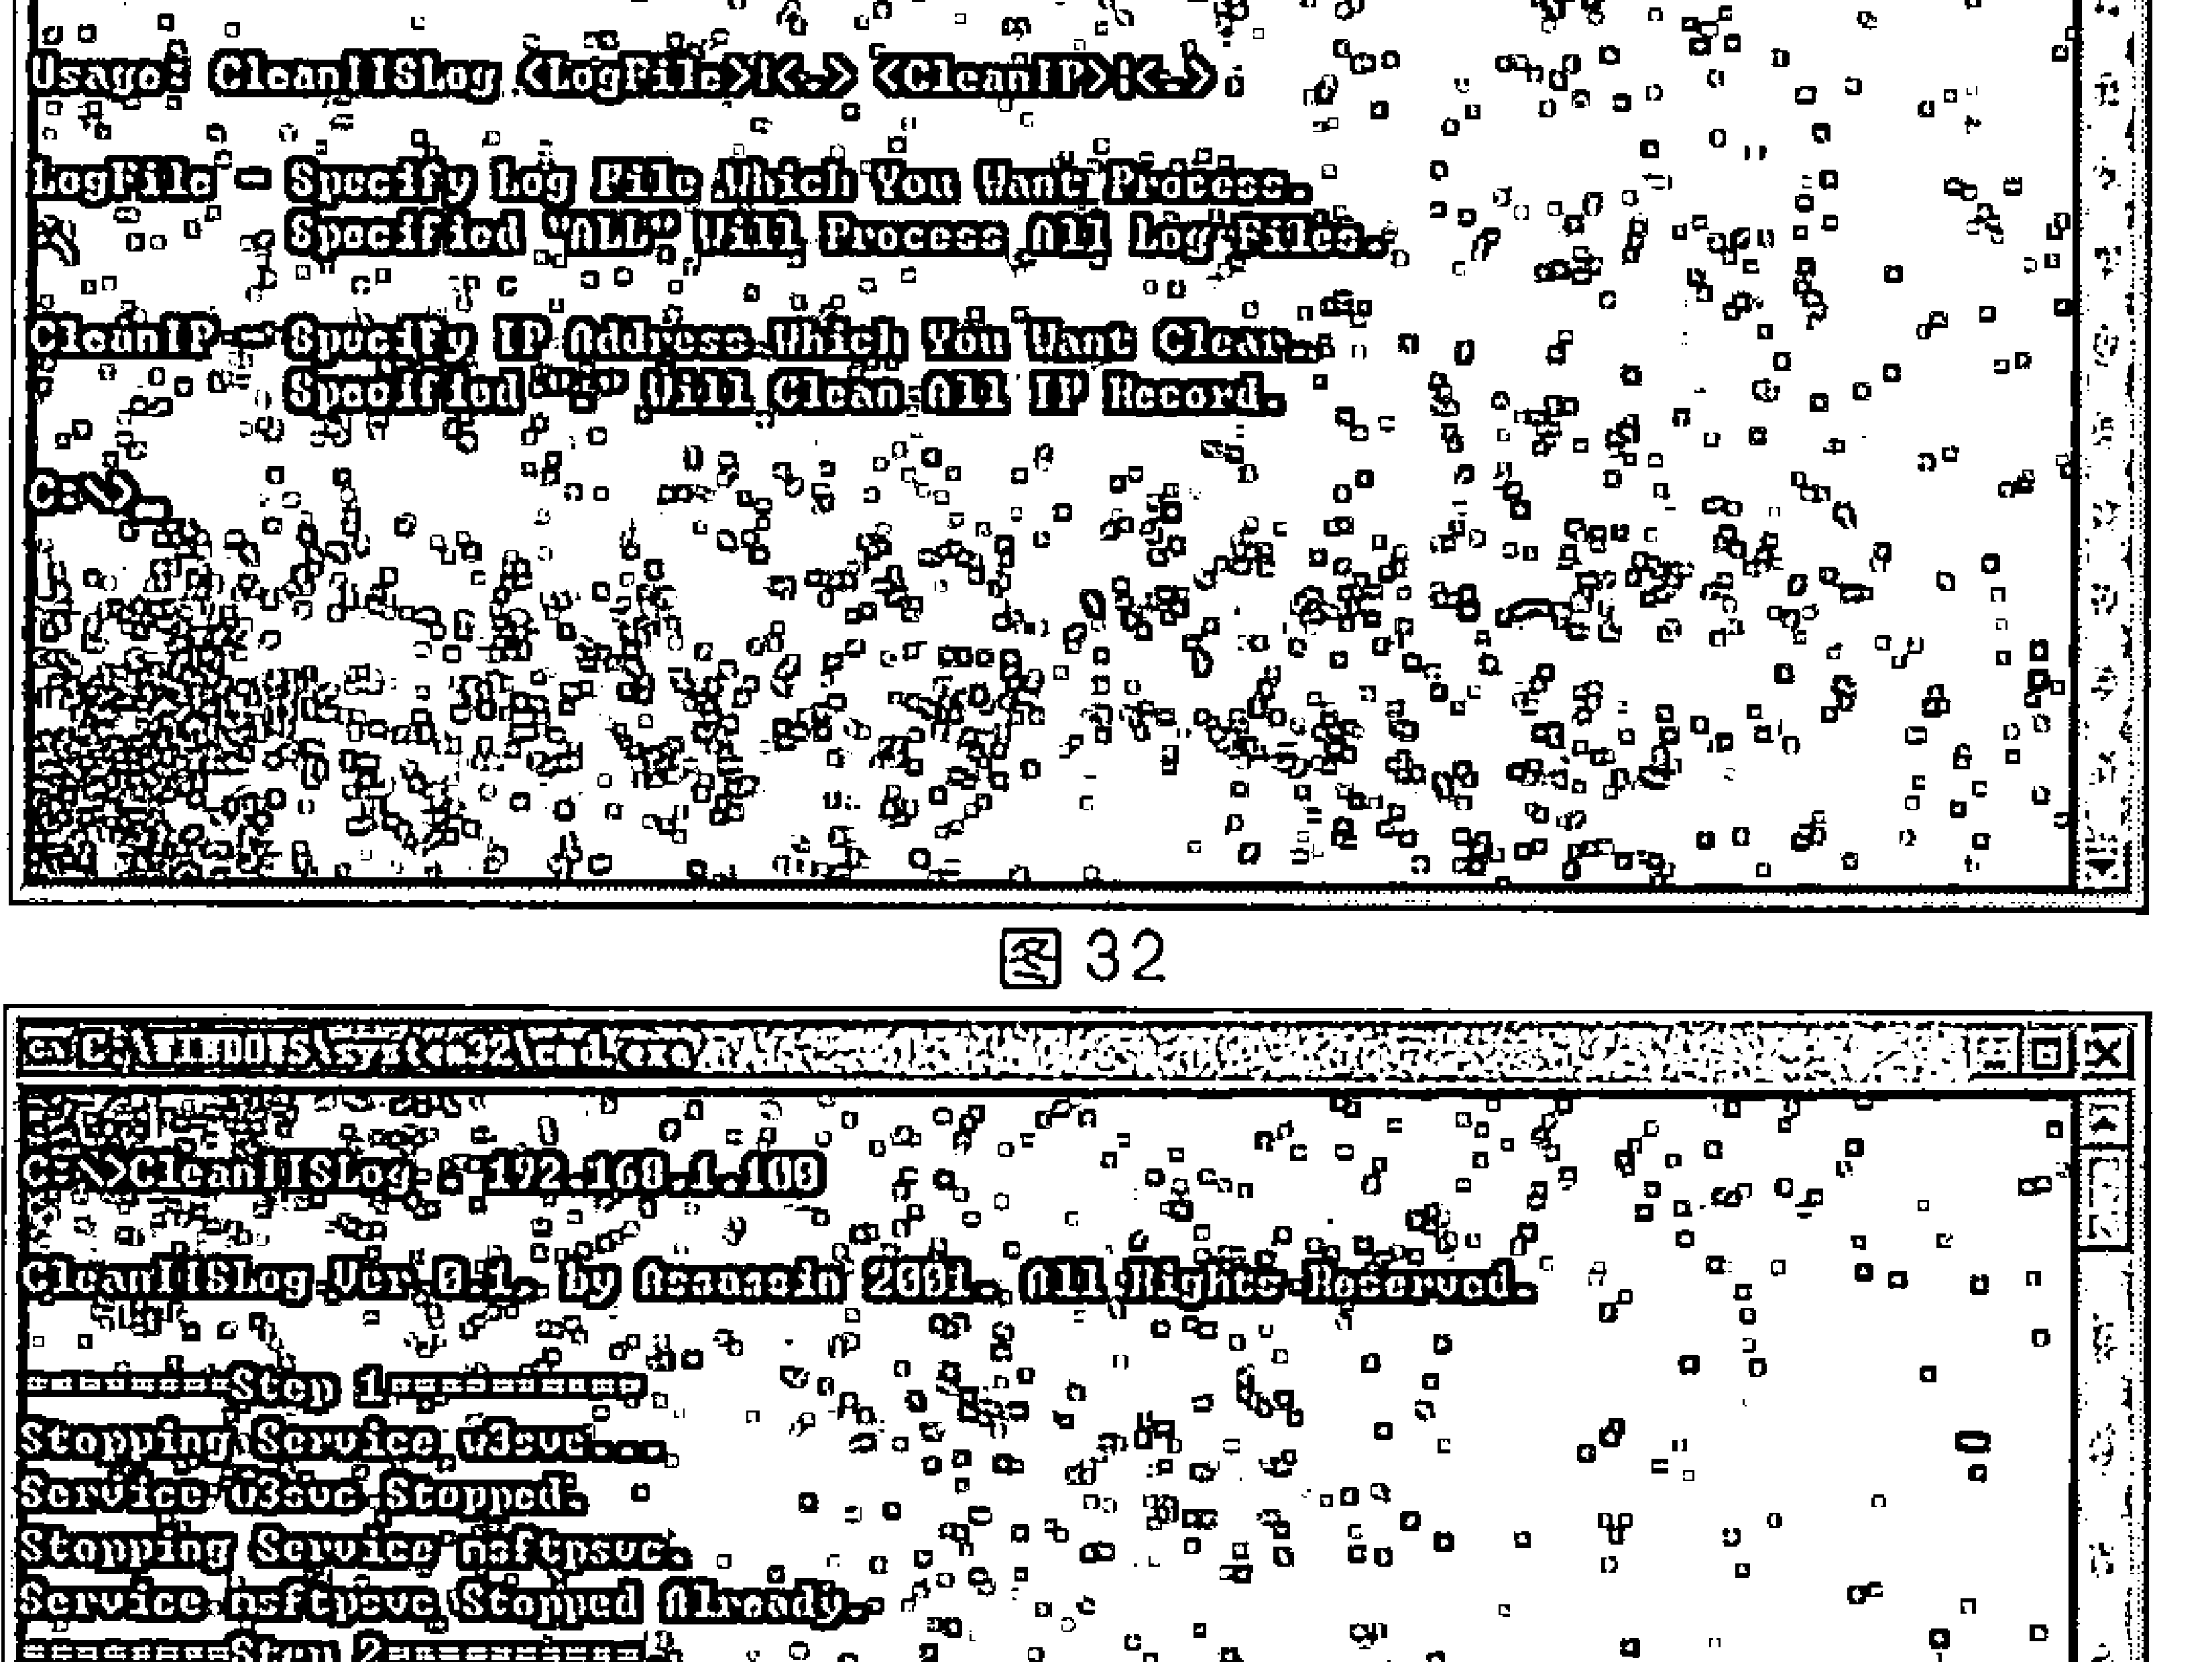 Usage: CleanIISLog <LogFile>|<.> <CleanIP>|<.>
LogFile - Specify Log File Which You Want Process.
Specified "ALL" Will Process All Log Files.
CleanIP - Specify IP Address Which You Want Clear.
Specified "." Will Clean All IP Record.
C:\>_
图 32
C:\WINDOWS\system32\cmd.exe
C:\>CleanIISLog . 192.168.1.100
CleanIISLog Ver 0.1, by Assassin 2001. All Rights Reserved.
Step 1
Stopping Service w3svc...
Service w3svc Stopped.
Stopping Service msftpsvc.
Service msftpsvc Stopped Already.
Step 2